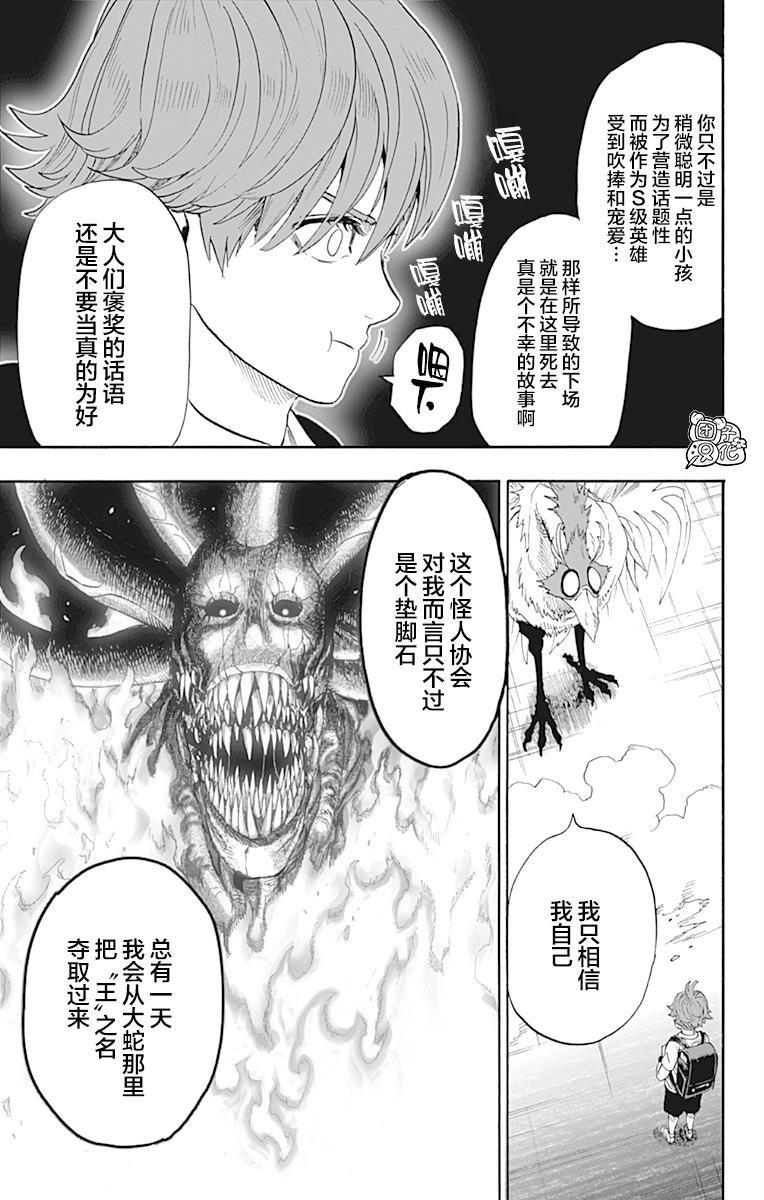 你只不过是
稍微聪明一点的小孩
为了营造话题性
而被作为S级英雄
受到吹捧和宠爱…
那样所导致的下场
就是在这里死去
真是个不幸的故事啊
嘎嘣
嘎嘣
嘎嘣
咽下
大人们褒奖的话语
还是不要当真的为好
团子
织化
这个怪人协会
对我而言只不过
是个垫脚石
我只相信
我自己
总有一天
我会从大蛇那里
把“王”之名
夺取过来